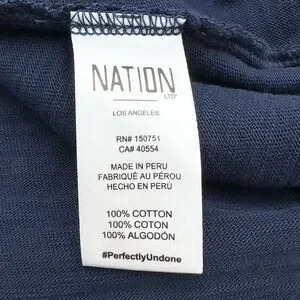 NATION
LTD
LOS ANGELES
RN# 150751
CA# 40554
MADE IN PERU
FABRIQUÉ AU PÉROU
HECHO EN PERÚ
100% COTTON
100% COTON
100% ALGODÓN
#PerfectlyUndone